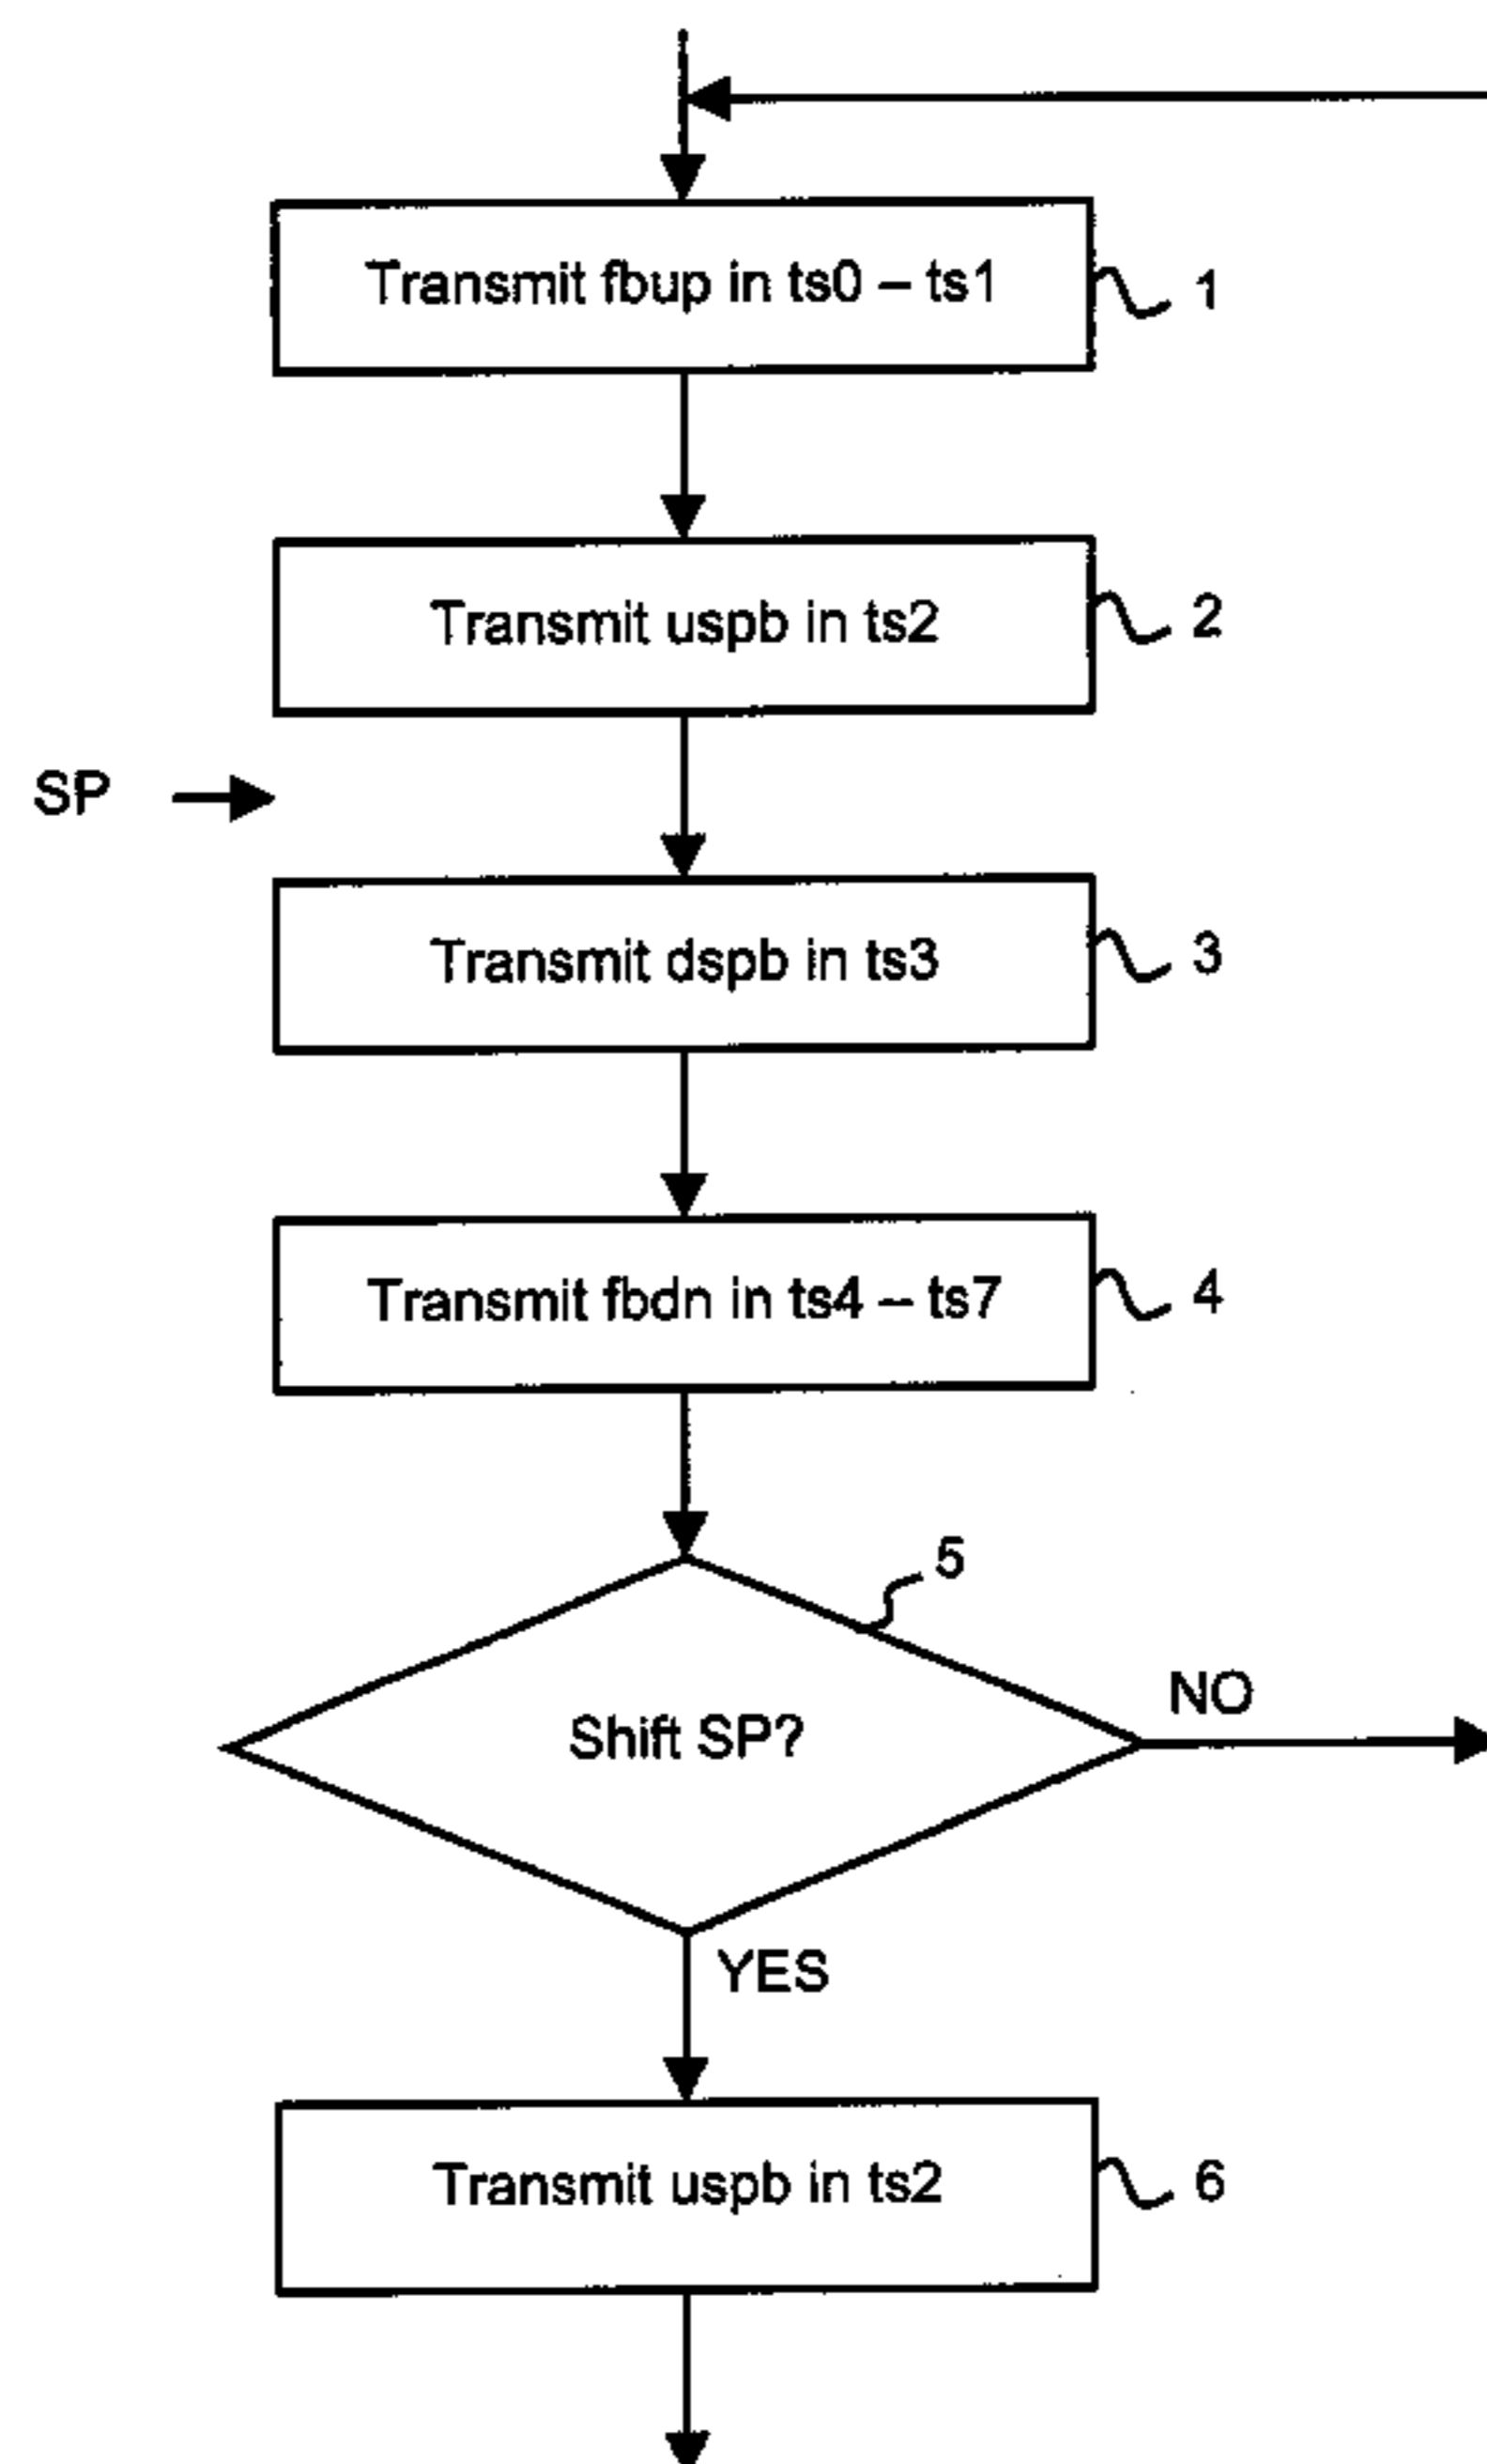 Transmit fbup in ts0 – ts1
1
Transmit uspb in ts2
2
SP
Transmit dspb in ts3
3
Transmit fbdn in ts4 – ts7
4
5
Shift SP?
NO
YES
Transmit uspb in ts2
6